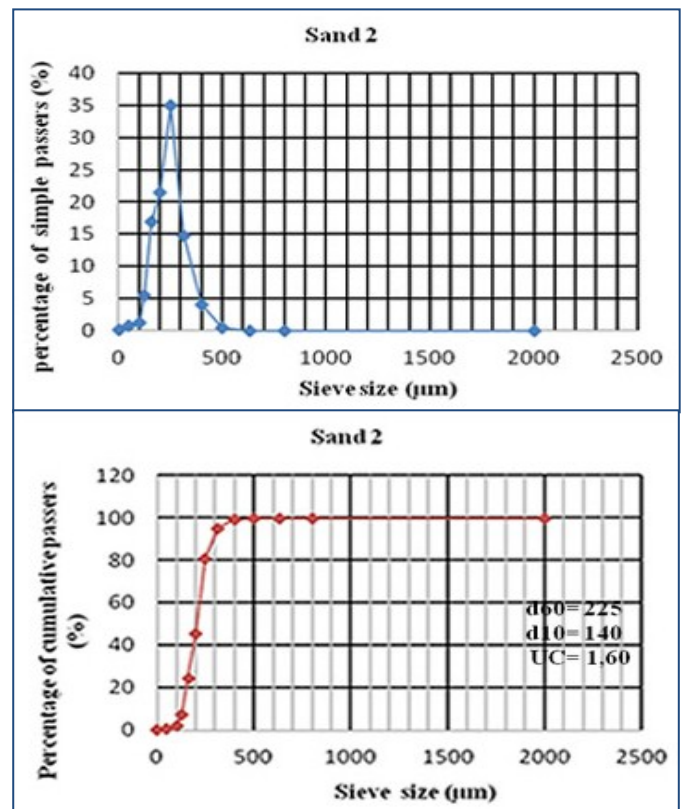 Sand 2
percentage of simple passers (%)
40
35
30
25
20
15
10
5
0
0 500 1000 1500 2000 2500
Sieve size (µm)
Sand 2
Percentage of cumulative passers
(%)
120
100
80
60
40
20
0
d60= 225
d10= 140
UC= 1,60
0 500 1000 1500 2000 2500
Sieve size (µm)